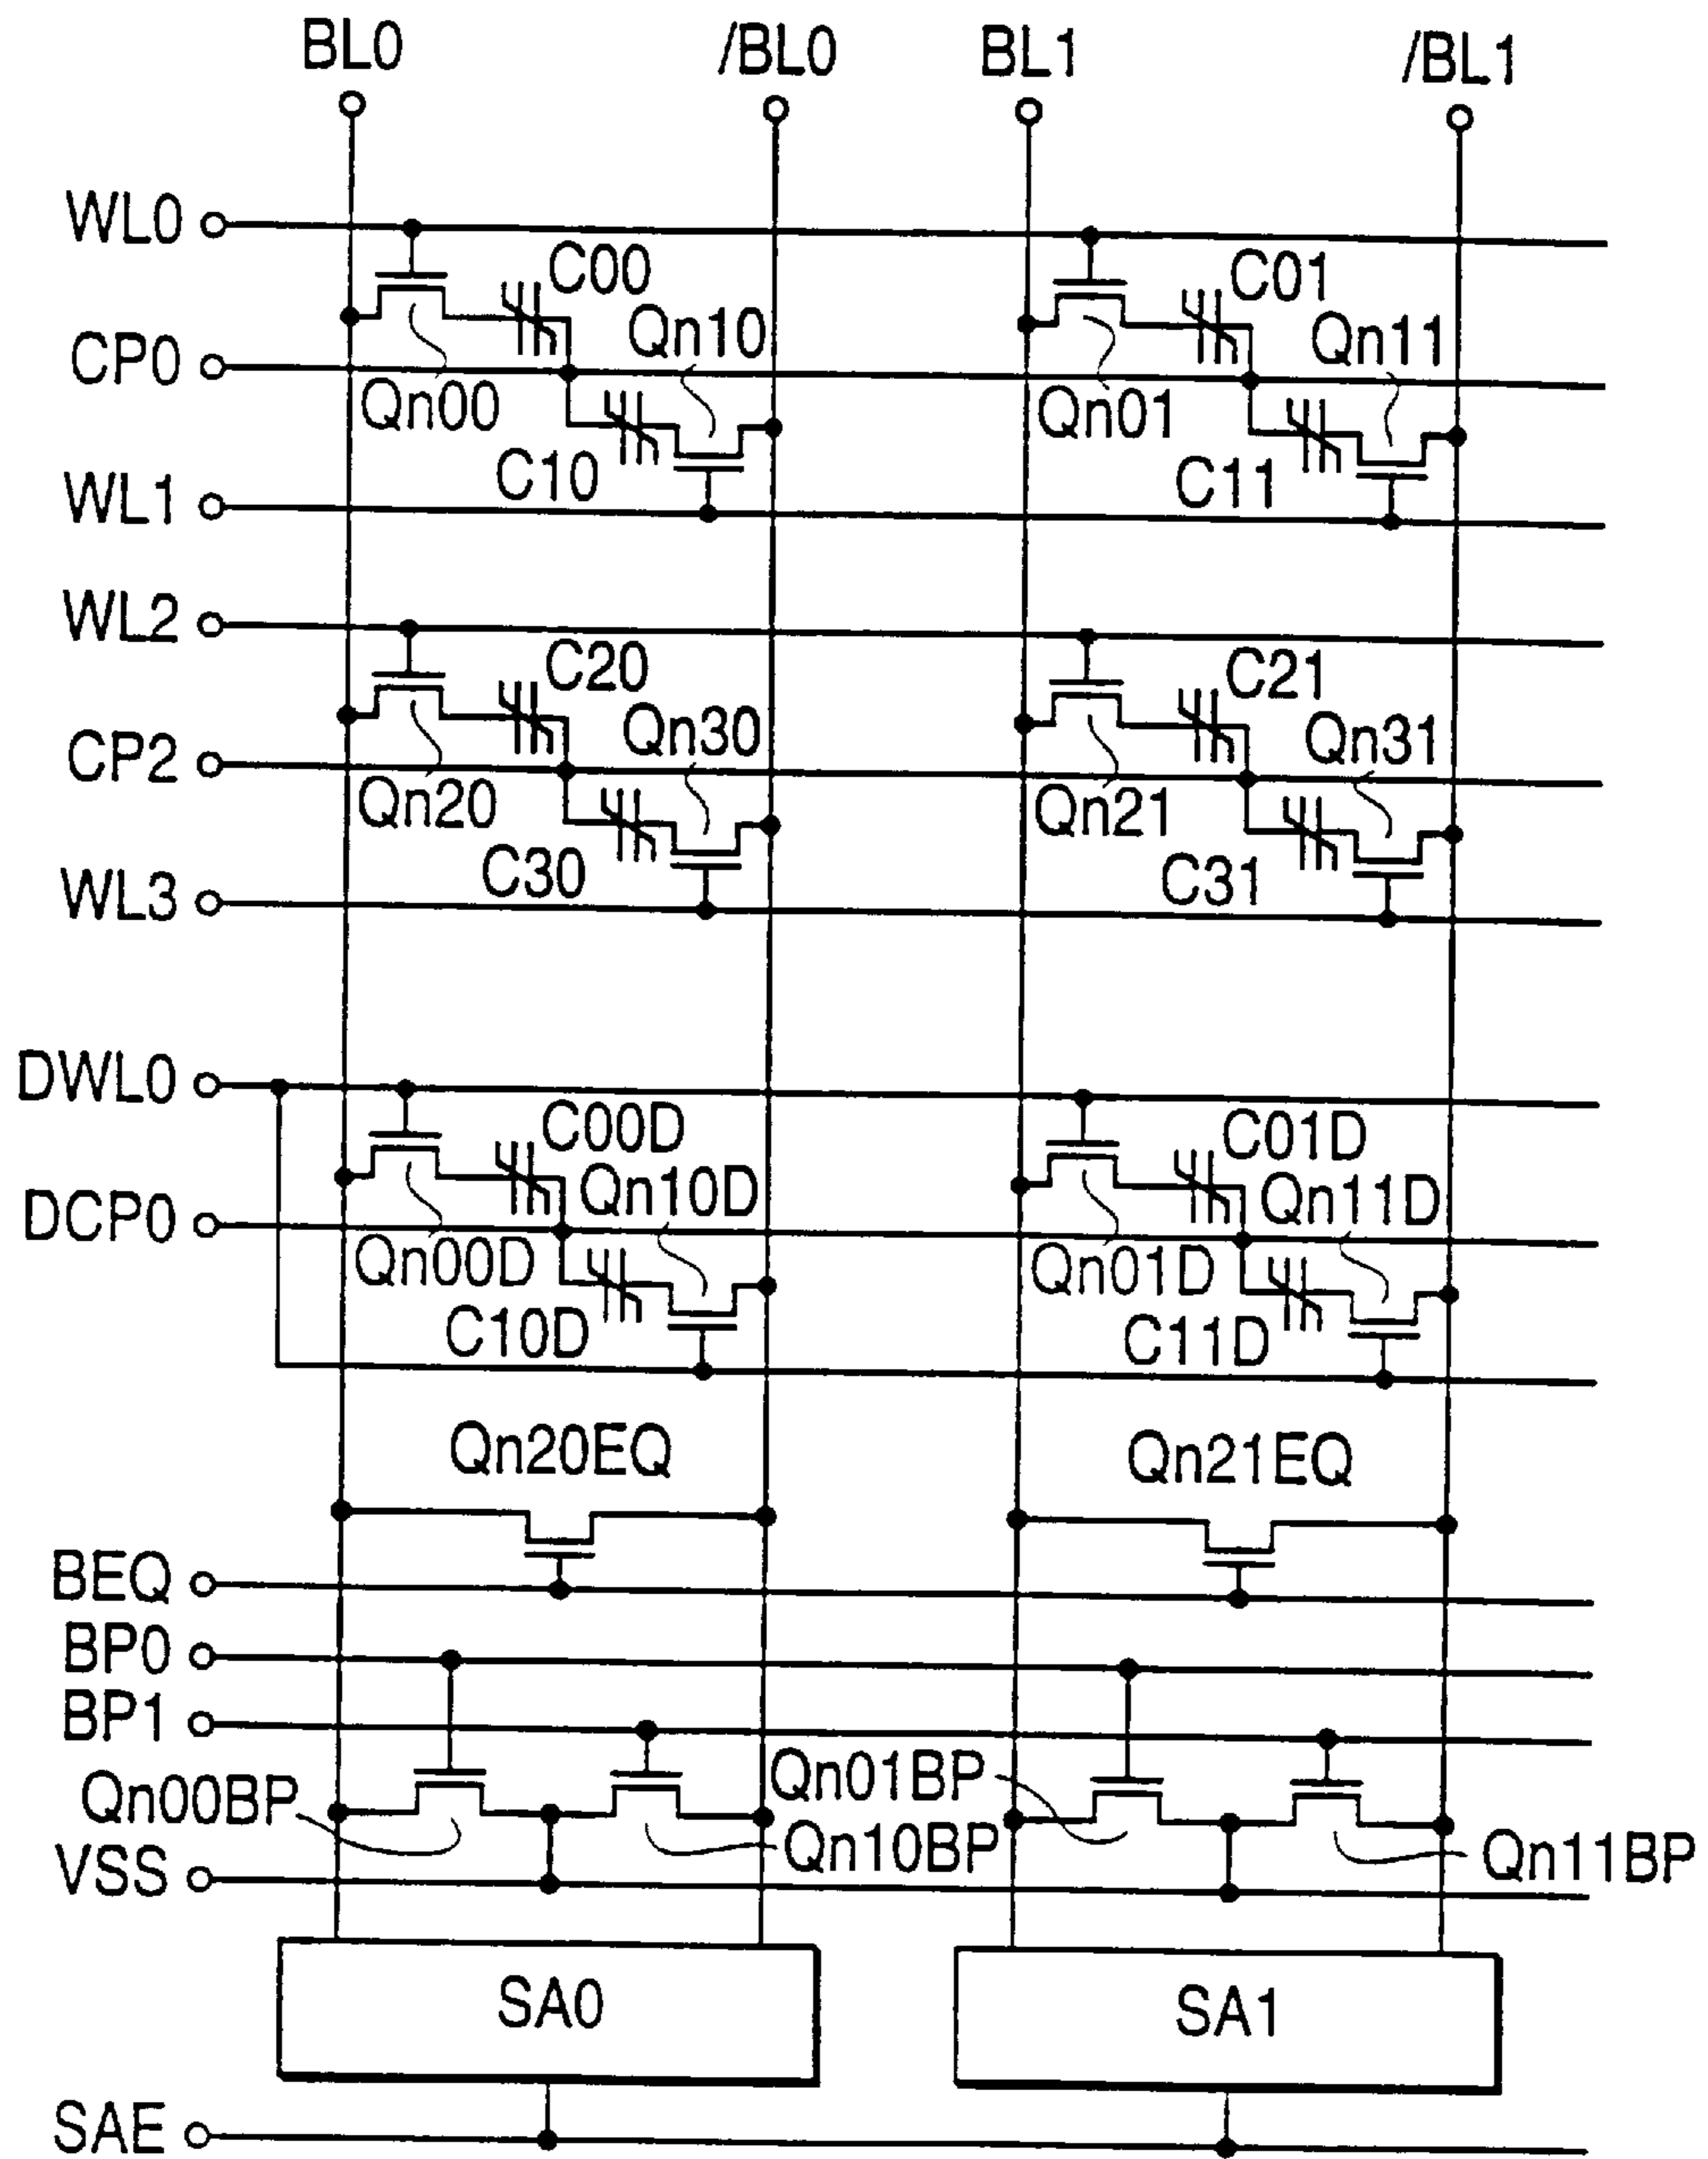 BL0
/BL0
BL1
/BL1
WL0
C00
C01
Qn10
Qn11
CP0
Qn00
Qn01
C10
C11
WL1
WL2
C20
C21
Qn30
Qn31
CP2
Qn20
Qn21
C30
C31
WL3
DWL0
C00D
C01D
Qn10D
Qn11D
DCP0
Qn00D
Qn01D
C10D
C11D
Qn20EQ
Qn21EQ
BEQ
BP0
BP1
Qn00BP
Qn01BP
Qn10BP
Qn11BP
VSS
SA0
SA1
SAE